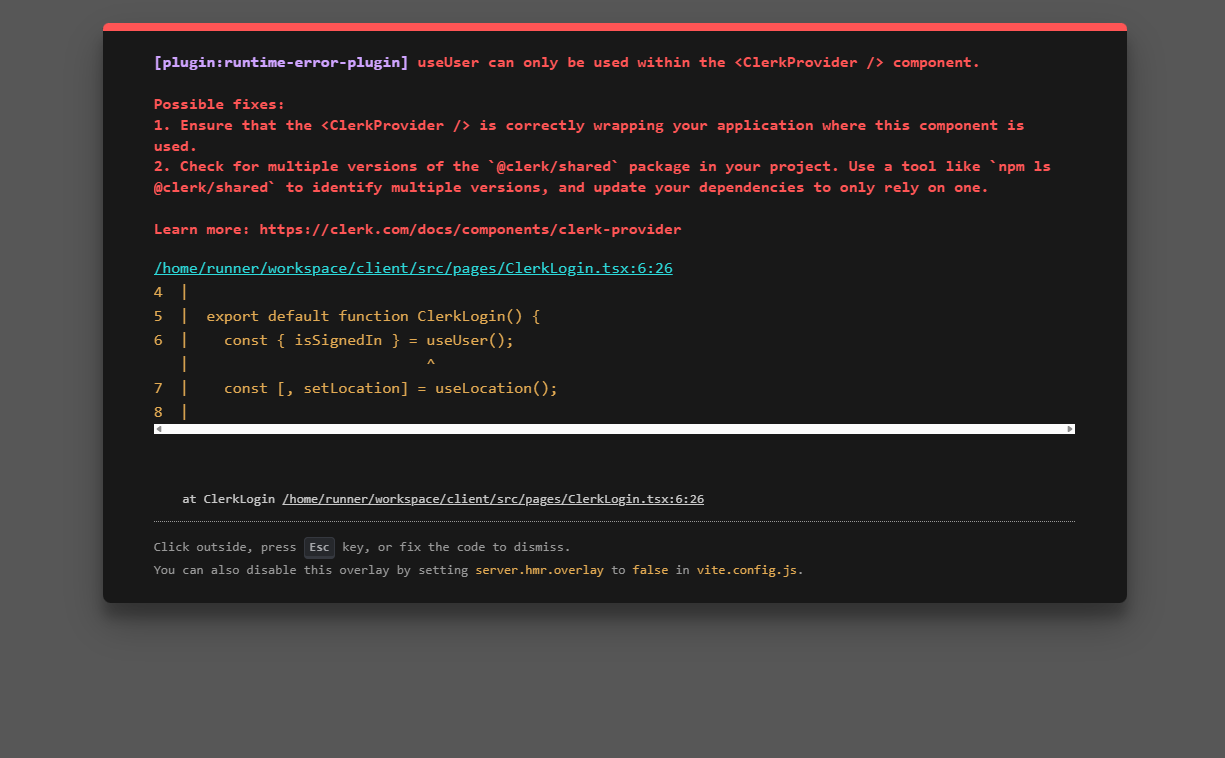 [plugin:runtime-error-plugin] useUser can only be used within the <ClerkProvider /> component.
Possible fixes:
1. Ensure that the <ClerkProvider /> is correctly wrapping your application where this component is
used.
2. Check for multiple versions of the `@clerk/shared` package in your project. Use a tool like `npm ls
@clerk/shared` to identify multiple versions, and update your dependencies to only rely on one.
Learn more: https://clerk.com/docs/components/clerk-provider
/home/runner/workspace/client/src/pages/ClerkLogin.tsx:6:26
4  |
5  |  export default function ClerkLogin() {
6  |    const { isSignedIn } = useUser();
   |                           ^
7  |    const [, setLocation] = useLocation();
8  |
at ClerkLogin /home/runner/workspace/client/src/pages/ClerkLogin.tsx:6:26
Click outside, press Esc key, or fix the code to dismiss.
You can also disable this overlay by setting server.hmr.overlay to false in vite.config.js.